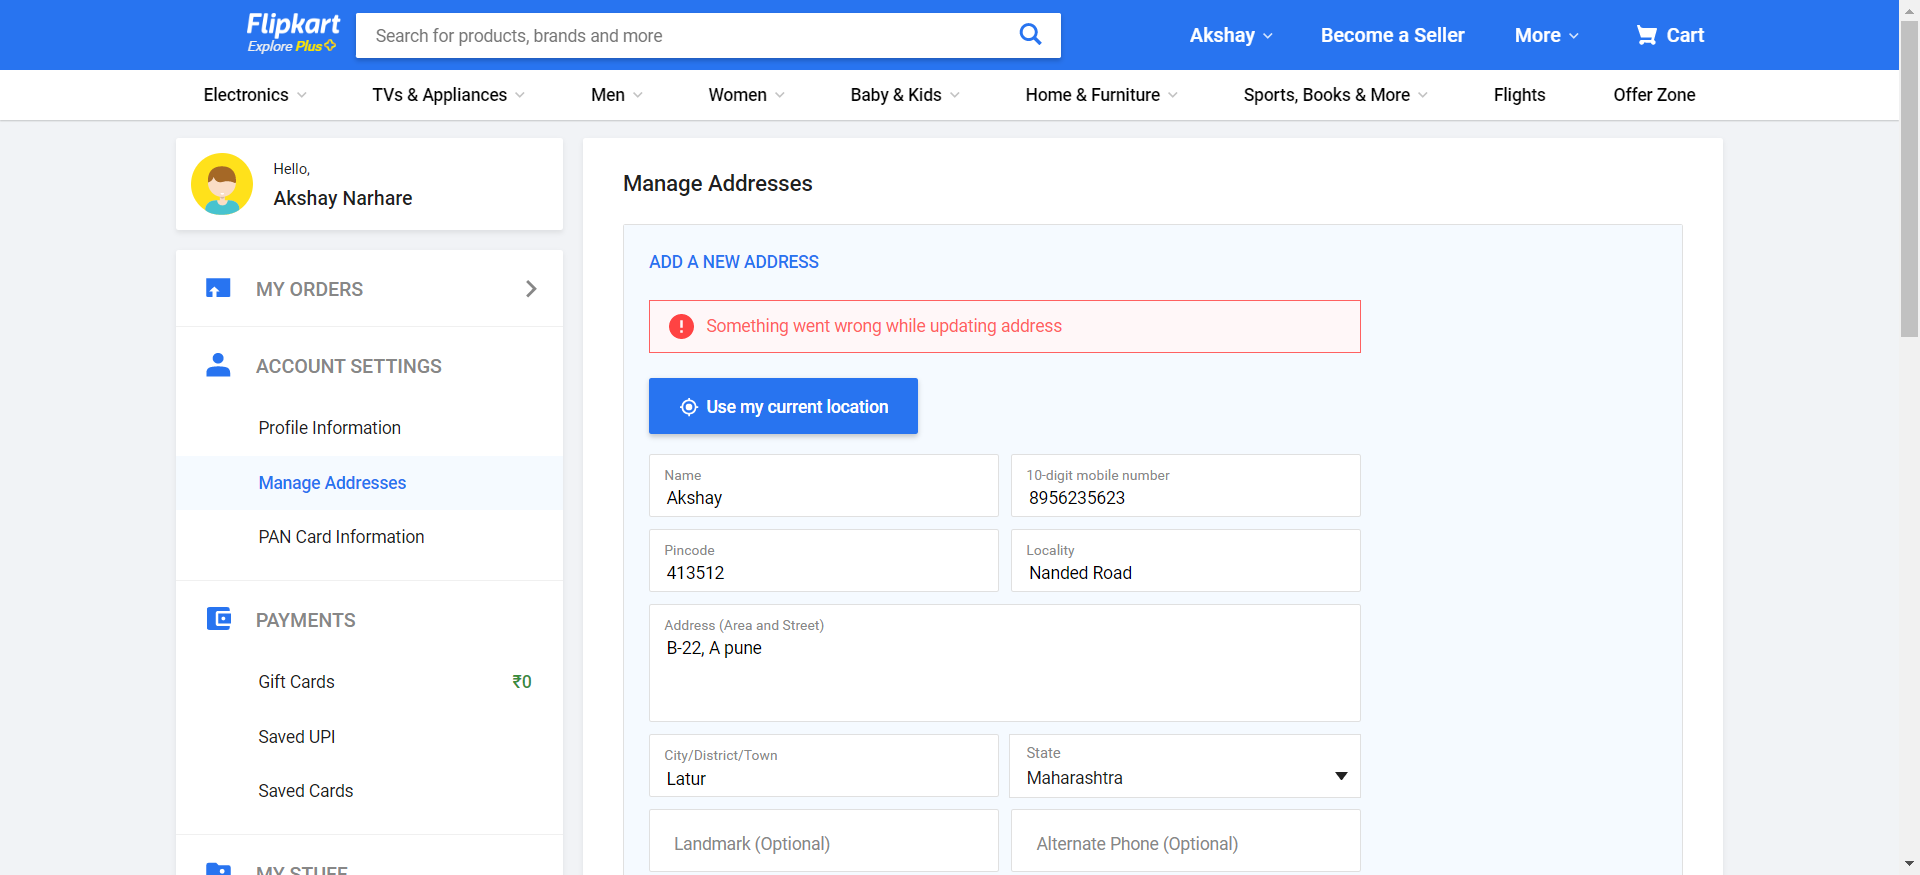 Flipkart
Explore Plus
Search for products, brands and more
Akshay
Become a Seller
More
Cart
Electronics
TVs & Appliances
Men
Women
Baby & Kids
Home & Furniture
Sports, Books & More
Flights
Offer Zone
Hello,
Akshay Narhare
MY ORDERS
ACCOUNT SETTINGS
Profile Information
Manage Addresses
PAN Card Information
PAYMENTS
Gift Cards
₹0
Saved UPI
Saved Cards
MY STUFF
Manage Addresses
ADD A NEW ADDRESS
Something went wrong while updating address
Use my current location
Name
Akshay
10-digit mobile number
8956235623
Pincode
413512
Locality
Nanded Road
Address (Area and Street)
B-22, A pune
City/District/Town
Latur
State
Maharashtra
Landmark (Optional)
Alternate Phone (Optional)